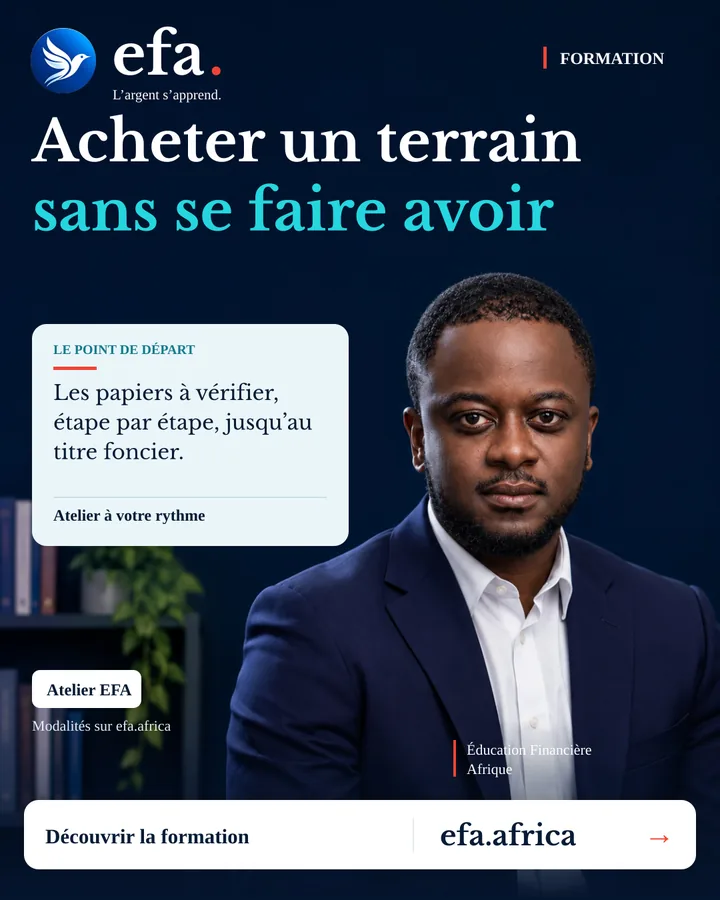 efa.
L’argent s’apprend.
FORMATION
Acheter un terrain
sans se faire avoir
LE POINT DE DÉPART
Les papiers à vérifier,
étape par étape, jusqu’au
titre foncier.
Atelier à votre rythme
Atelier EFA
Modalités sur efa.africa
Éducation Financière
Afrique
Découvrir la formation
efa.africa →